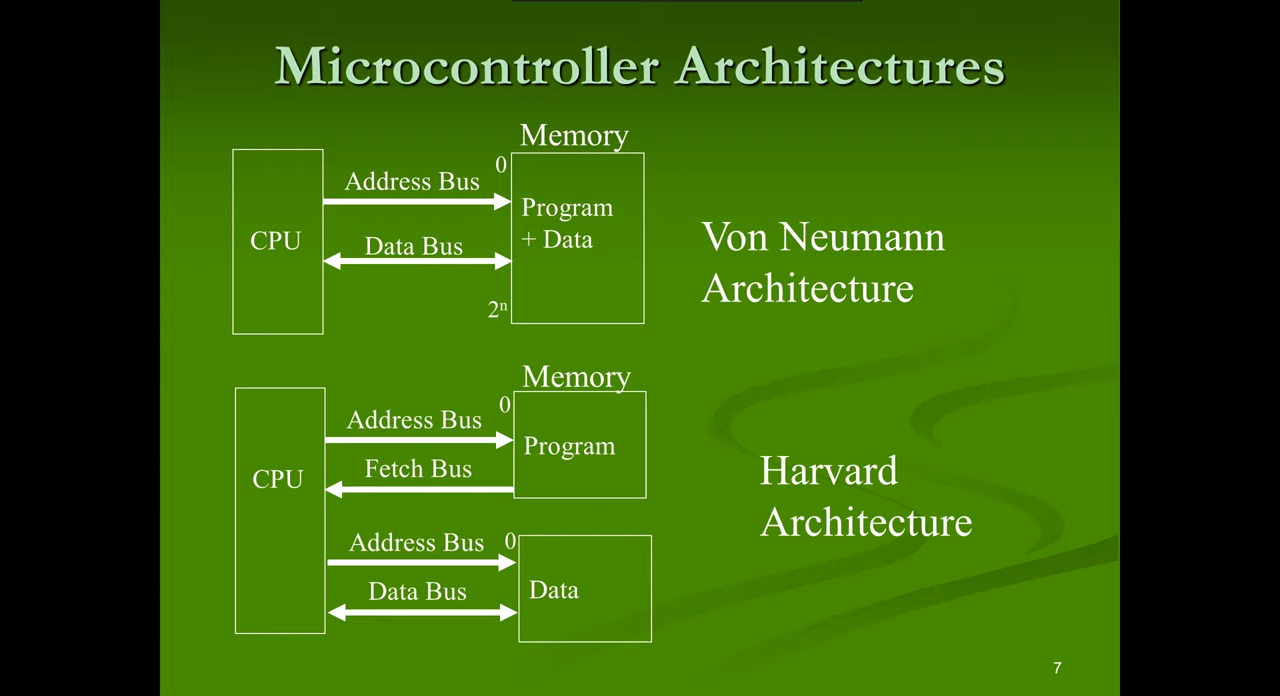 Microcontroller Architectures
Memory
0
Address Bus
Program
+ Data
CPU
Data Bus
2ⁿ
Von Neumann
Architecture
Memory
0
Address Bus
Program
Fetch Bus
CPU
Address Bus
0
Data Bus
Data
Harvard
Architecture
7